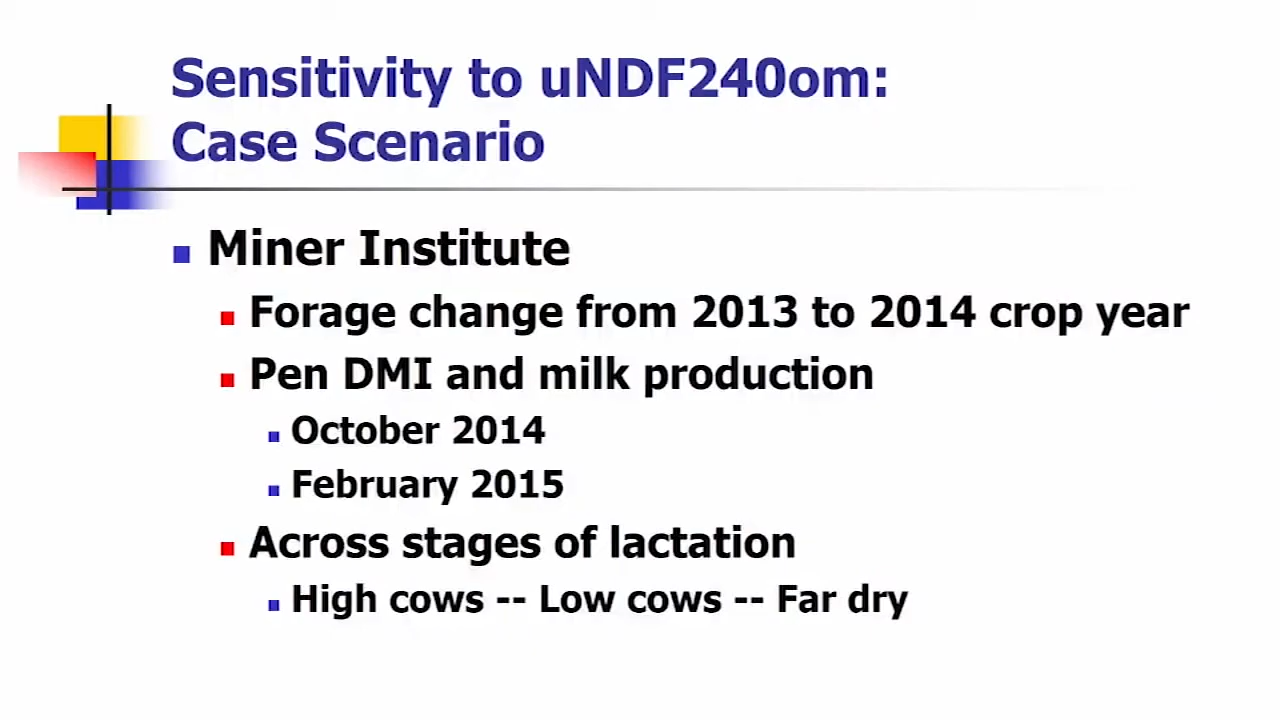 Sensitivity to uNDF240om:
Case Scenario
Miner Institute
Forage change from 2013 to 2014 crop year
Pen DMI and milk production
October 2014
February 2015
Across stages of lactation
High cows -- Low cows -- Far dry